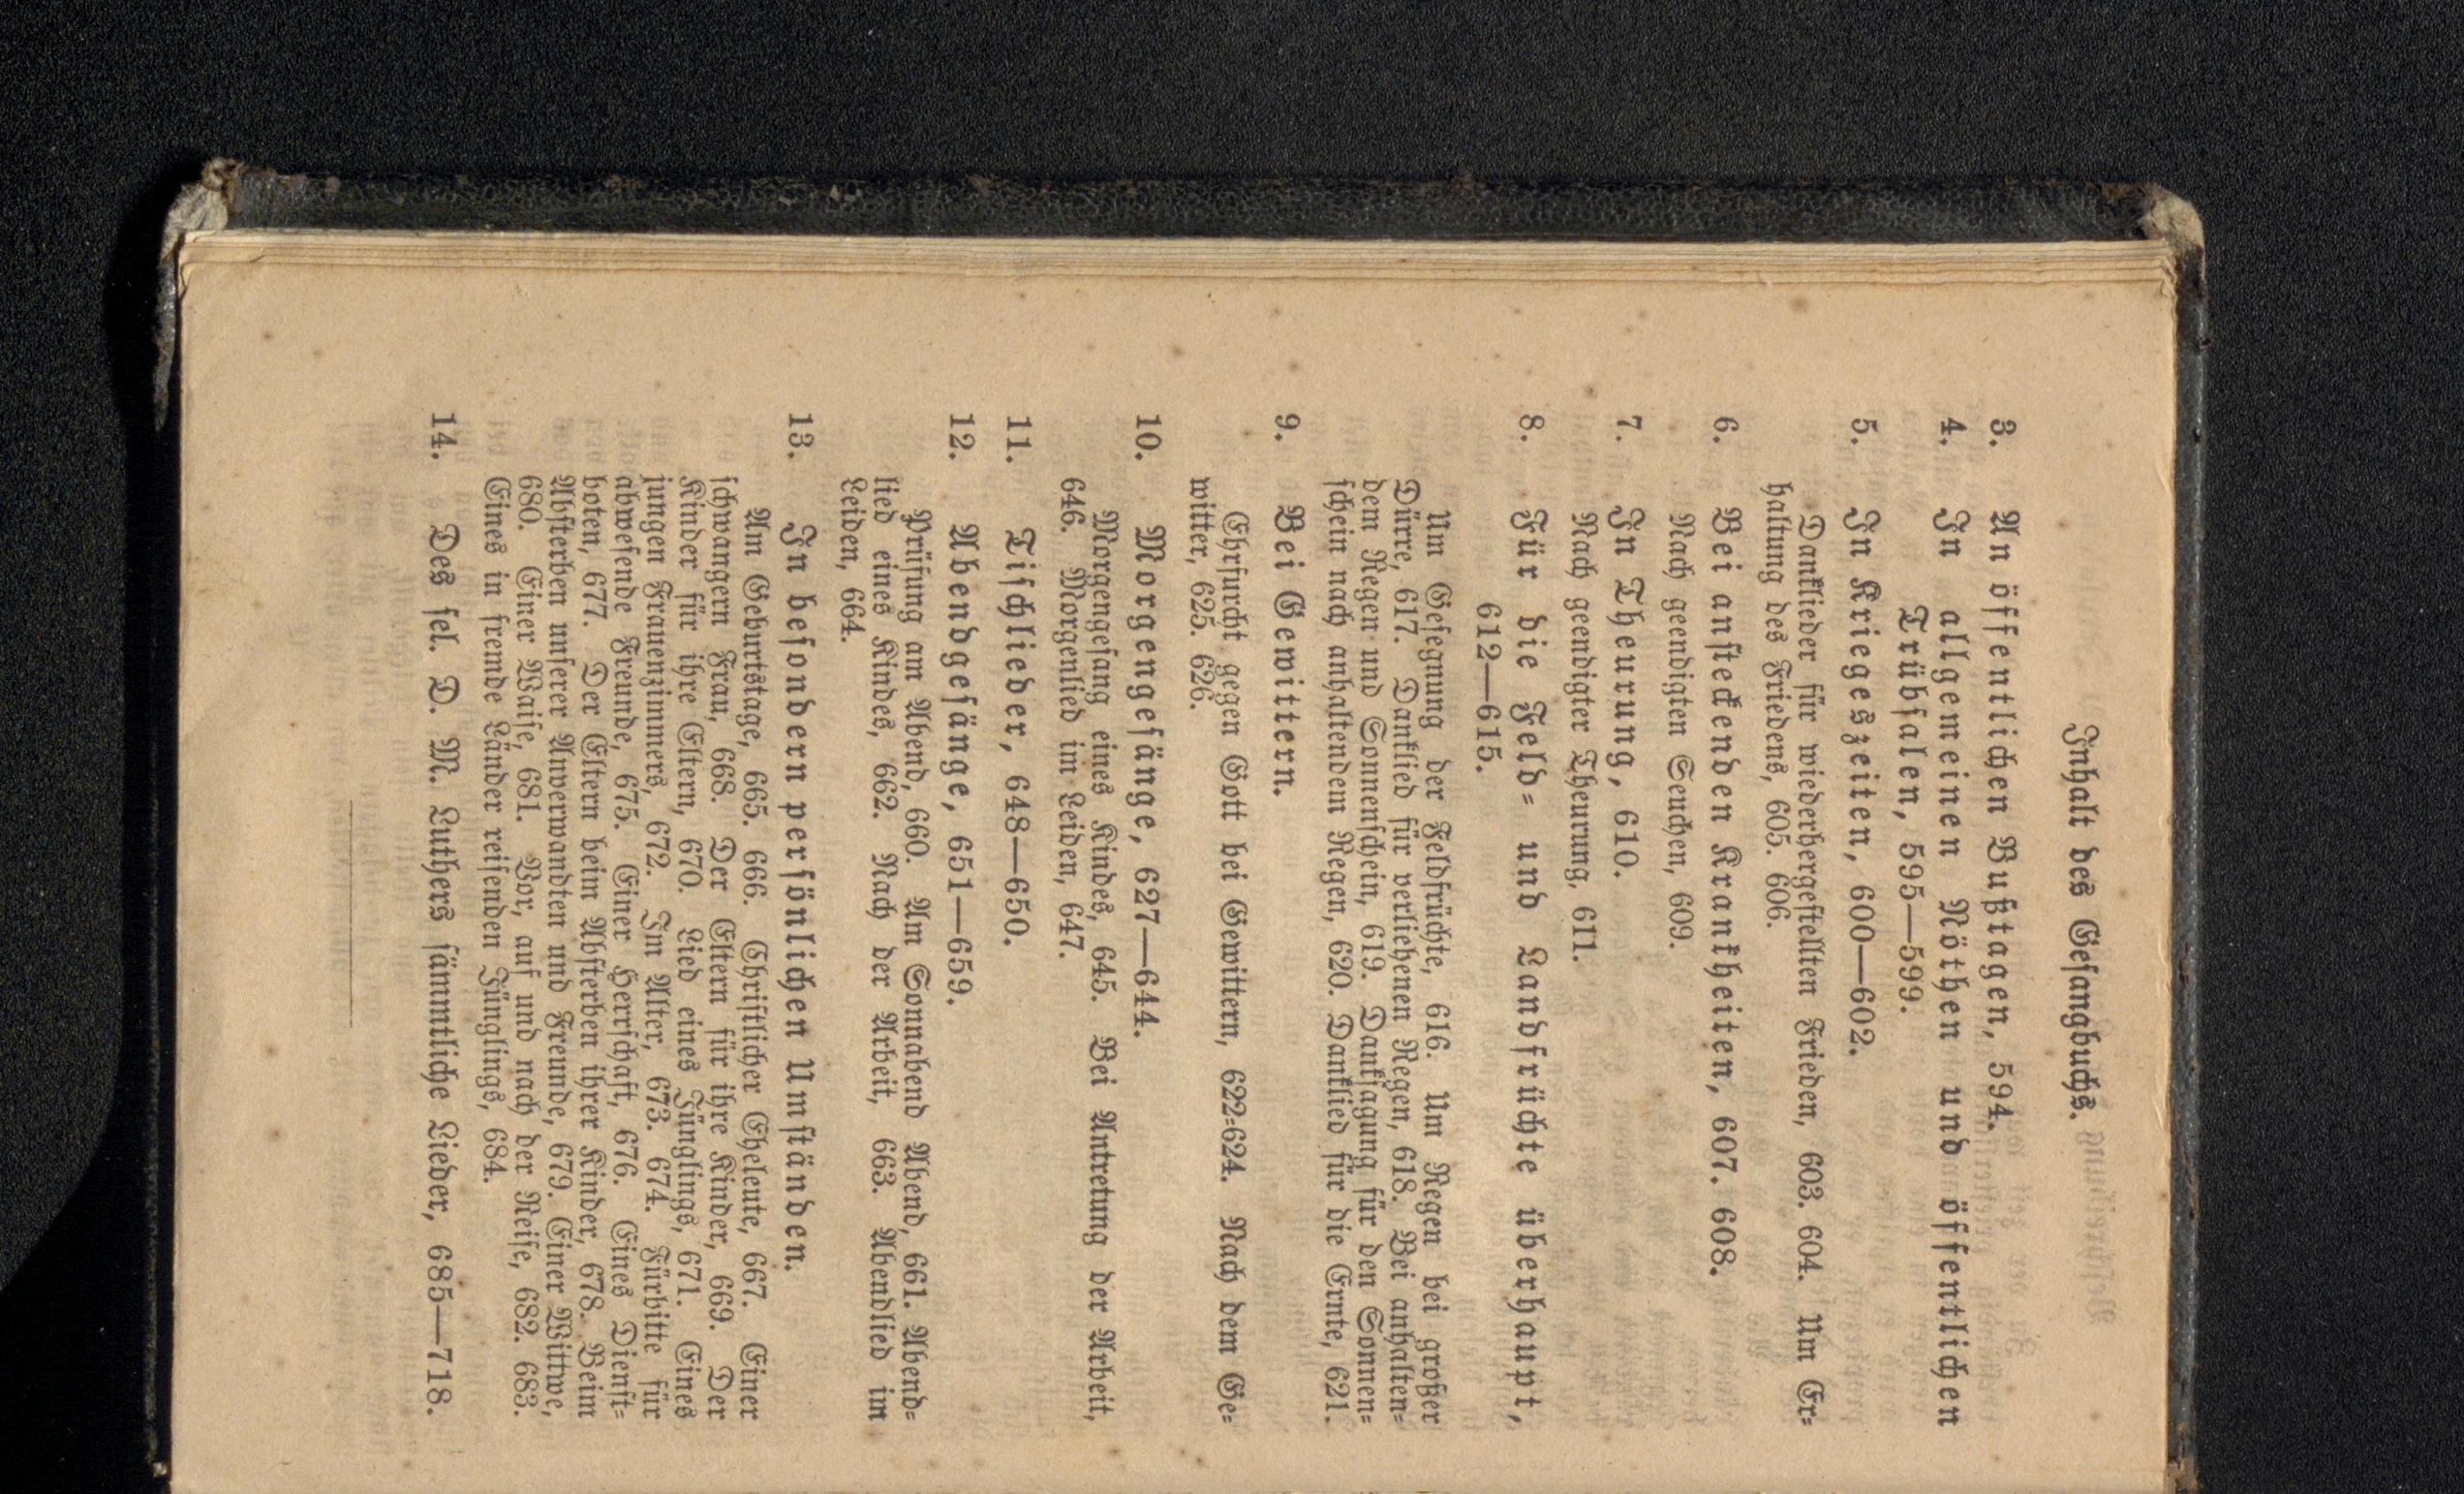 Inhalt des Gesangbuchs.
3. An öffentlichen Bußtagen, 594.
4. In allgemeinen Nöthen und öffentlichen
Trübsalen, 595—599.
5. In Kriegeszeiten, 600—602.
Danklieder für wiederhergestellten Frieden, 603. 604. Um Er=
haltung des Friedens, 605. 606.
6. Bei ansteckenden Krankheiten, 607. 608.
Nach geendigten Seuchen, 609.
7. In Theurung, 610.
Nach geendigter Theurung, 611.
8. Für die Feld= und Landfrüchte überhaupt,
612—615.
Um Gesegnung der Feldfrüchte, 616. Um Regen bei großer
Dürre, 617. Danklied für verliehenen Regen, 618. Bei anhalten=
dem Regen und Sonnenschein, 619. Danksagung für den Sonnen=
schein nach anhaltendem Regen, 620. Danklied für die Ernte, 621.
9. Bei Gewittern.
Ehrfurcht gegen Gott bei Gewittern, 622=624. Nach dem Ge=
witter, 625. 626.
10. Morgengesänge, 627—644.
Morgengesang eines Kindes, 645. Bei Antretung der Arbeit,
646. Morgenlied im Leiden, 647.
11. Tischlieder, 648—650.
12. Abendgesänge, 651—659.
Prüfung am Abend, 660. Am Sonnabend Abend, 661. Abend=
lied eines Kindes, 662. Nach der Arbeit, 663. Abendlied im
Leiden, 664.
13. In besondern persönlichen Umständen.
Am Geburtstage, 665. 666. Christlicher Eheleute, 667. Einer
schwangern Frau, 668. Der Eltern für ihre Kinder, 669. Der
Kinder für ihre Eltern, 670. Lied eines Jünglings, 671. Eines
jungen Frauenzimmers, 672. Im Alter, 673. 674. Fürbitte für
abwesende Freunde, 675. Einer Herrschaft, 676. Eines Dienst=
boten, 677. Der Eltern beim Absterben ihrer Kinder, 678. Beim
Absterben unserer Anverwandten und Freunde, 679. Einer Wittwe,
680. Einer Waise, 681. Vor, auf und nach der Reise, 682. 683.
Eines in fremde Länder reisenden Jünglings, 684.
14. Des sel. D. M. Luthers sämmtliche Lieder, 685—718.